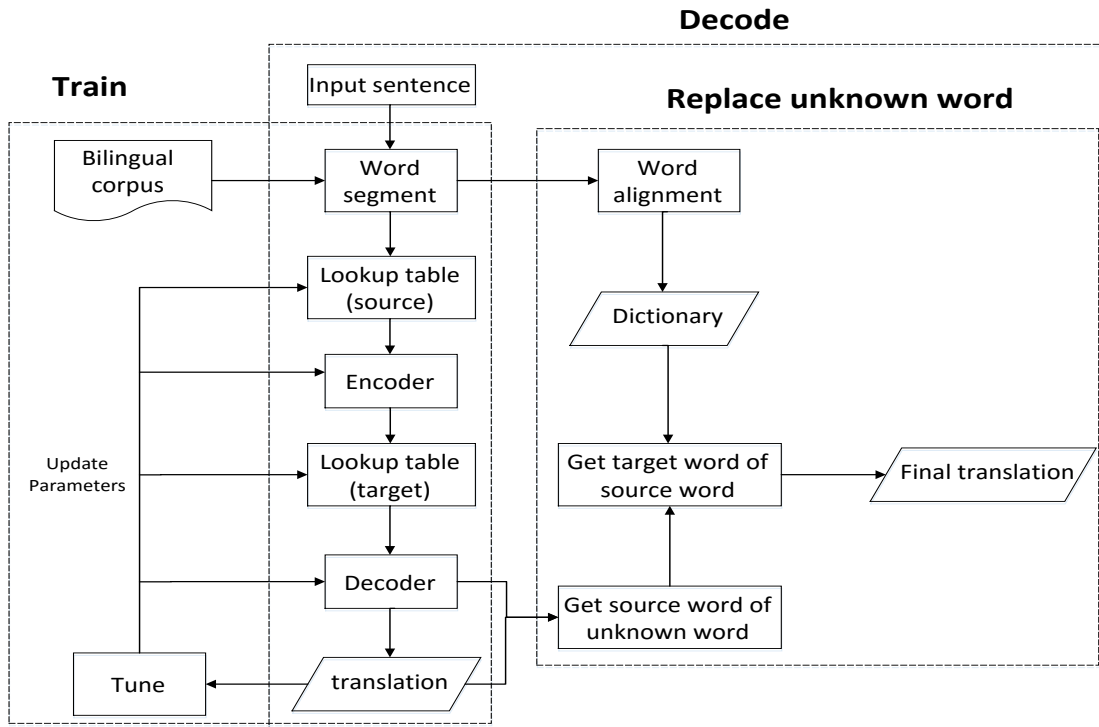 Decode
Train
Input sentence
Replace unknown word
Bilingual
corpus
Word
segment
Word
alignment
Lookup table
(source)
Dictionary
Encoder
Update
Parameters
Lookup table
(target)
Get target word of
source word
Final translation
Decoder
Get source word of
unknown word
Tune
translation